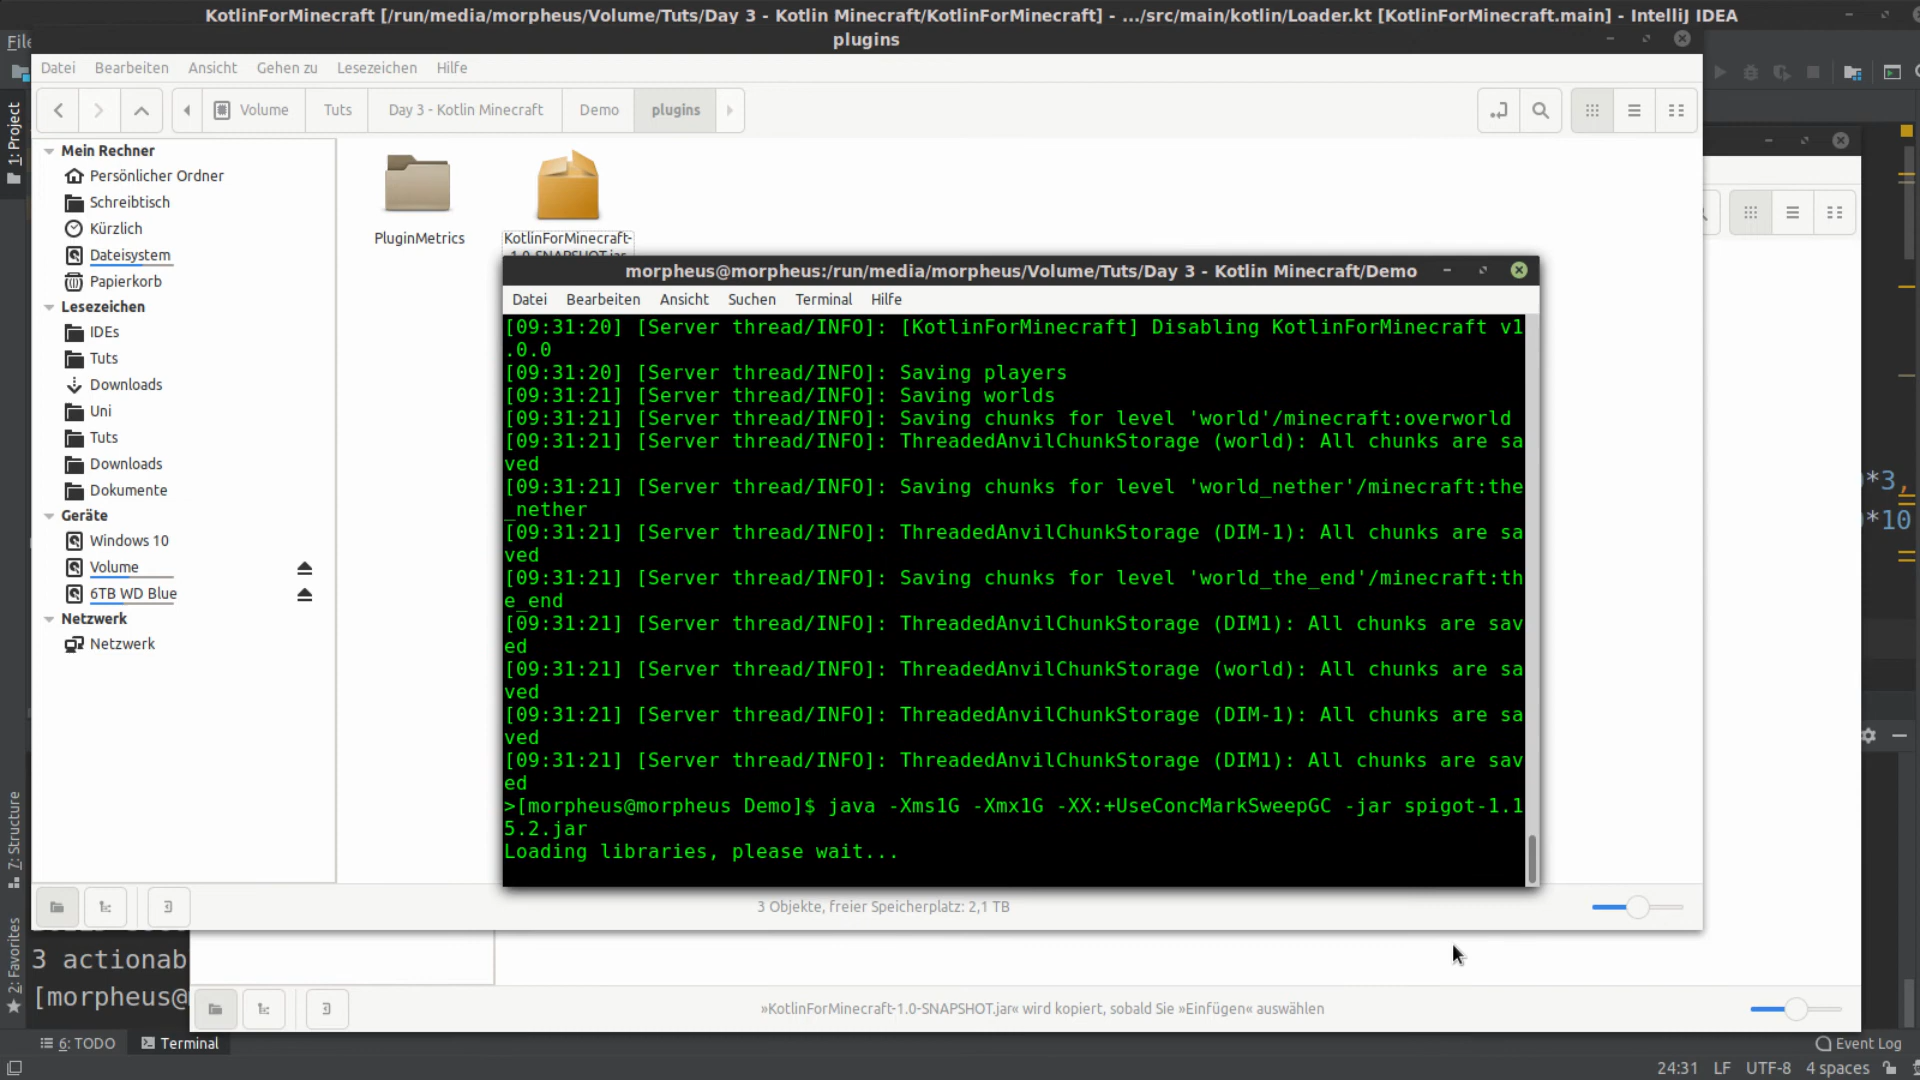 KotlinForMinecraft [/run/media/morpheus/Volume/Tuts/Day 3 - Kotlin Minecraft/KotlinForMinecraft] - .../src/main/kotlin/Loader.kt [KotlinForMinecraft.main] - IntelliJ IDEA
File
plugins
Datei Bearbeiten Ansicht Gehen zu Lesezeichen Hilfe
Volume Tuts Day 3 - Kotlin Minecraft Demo plugins
1: Project
Mein Rechner
Persönlicher Ordner
Schreibtisch
Kürzlich
Dateisystem
Papierkorb
Lesezeichen
IDEs
Tuts
Downloads
Uni
Tuts
Downloads
Dokumente
Geräte
Windows 10
Volume
6TB WD Blue
Netzwerk
Netzwerk
PluginMetrics
KotlinForMinecraft-
1.0-SNAPSHOT.jar
morpheus@morpheus:/run/media/morpheus/Volume/Tuts/Day 3 - Kotlin Minecraft/Demo
Datei Bearbeiten Ansicht Suchen Terminal Hilfe
[09:31:20] [Server thread/INFO]: [KotlinForMinecraft] Disabling KotlinForMinecraft v1
.0.0
[09:31:20] [Server thread/INFO]: Saving players
[09:31:21] [Server thread/INFO]: Saving worlds
[09:31:21] [Server thread/INFO]: Saving chunks for level 'world'/minecraft:overworld
[09:31:21] [Server thread/INFO]: ThreadedAnvilChunkStorage (world): All chunks are sa
ved
[09:31:21] [Server thread/INFO]: Saving chunks for level 'world_nether'/minecraft:the
_nether
[09:31:21] [Server thread/INFO]: ThreadedAnvilChunkStorage (DIM-1): All chunks are sa
ved
[09:31:21] [Server thread/INFO]: Saving chunks for level 'world_the_end'/minecraft:th
e_end
[09:31:21] [Server thread/INFO]: ThreadedAnvilChunkStorage (DIM1): All chunks are sav
ed
[09:31:21] [Server thread/INFO]: ThreadedAnvilChunkStorage (world): All chunks are sa
ved
[09:31:21] [Server thread/INFO]: ThreadedAnvilChunkStorage (DIM-1): All chunks are sa
ved
[09:31:21] [Server thread/INFO]: ThreadedAnvilChunkStorage (DIM1): All chunks are sav
ed
>[morpheus@morpheus Demo]$ java -Xms1G -Xmx1G -XX:+UseConcMarkSweepGC -jar spigot-1.1
5.2.jar
Loading libraries, please wait...
*3,
*10
7: Structure
2: Favorites
3 Objekte, freier Speicherplatz: 2,1 TB
3 actionab
[morpheus@
»KotlinForMinecraft-1.0-SNAPSHOT.jar« wird kopiert, sobald Sie »Einfügen« auswählen
6: TODO Terminal Event Log
24:31 LF UTF-8 4 spaces